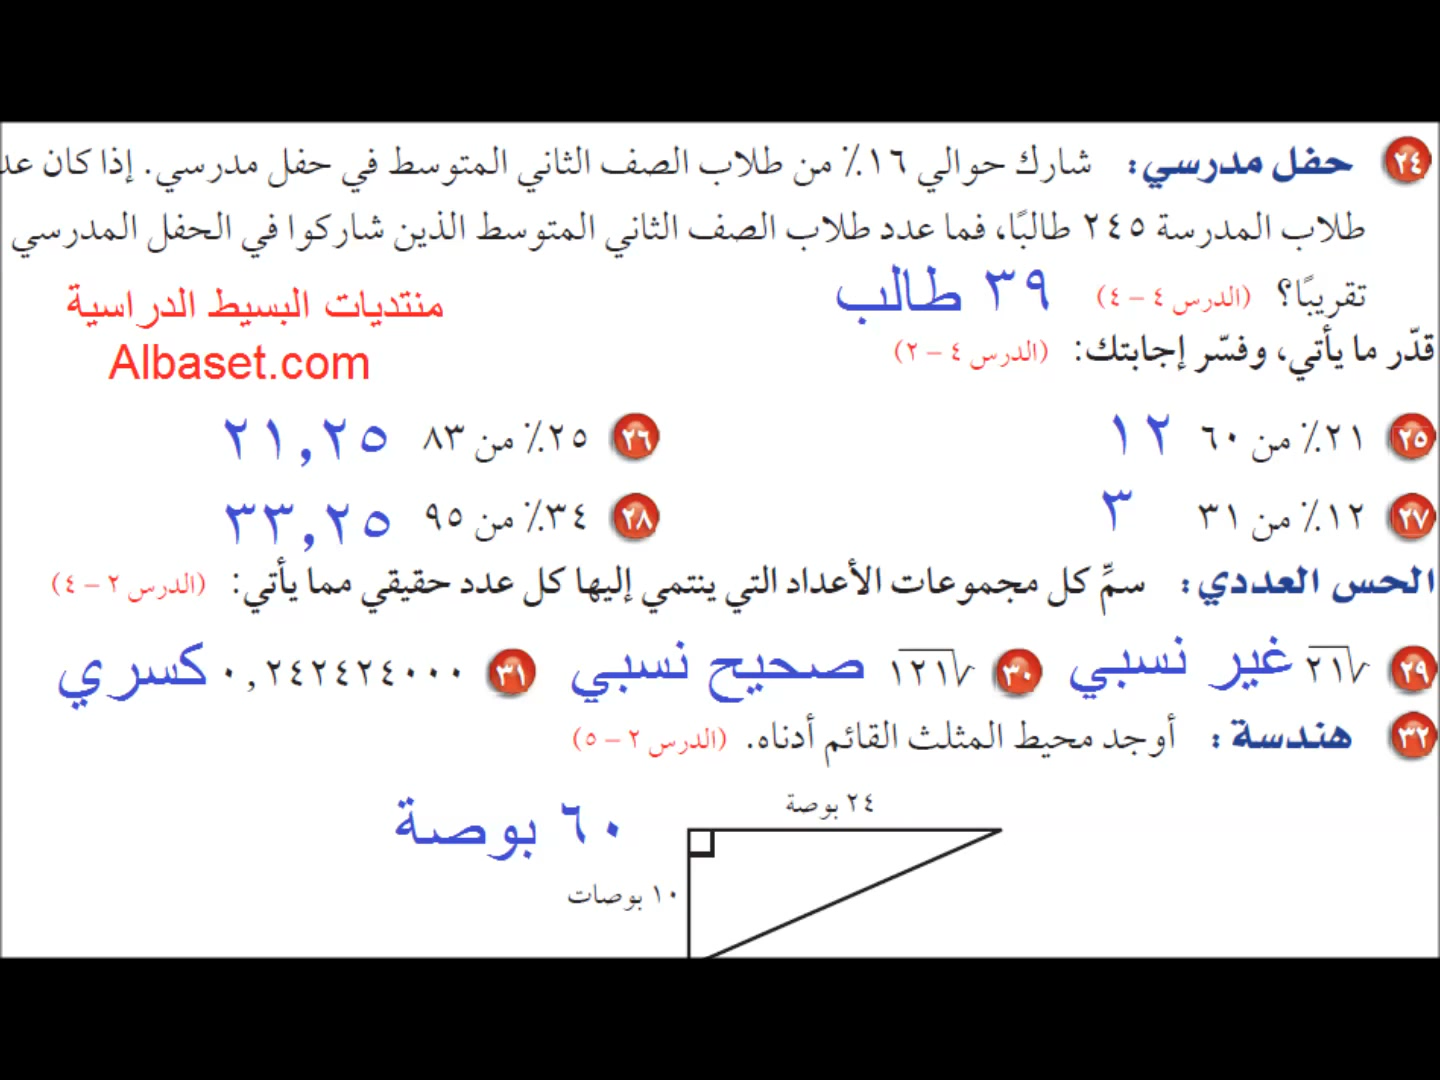 ٢٤ حفل مدرسي: شارك حوالي ١٦٪ من طلاب الصف الثاني المتوسط في حفل مدرسي. إذا كان عد
طلاب المدرسة ٢٤٥ طالبًا، فما عدد طلاب الصف الثاني المتوسط الذين شاركوا في الحفل المدرسي
تقريبًا؟ (الدرس ٤ – ٤) ٣٩ طالب
منتديات البسيط الدراسية
Albaset.com
قدّر ما يأتي، وفسّر إجابتك: (الدرس ٤ – ٢)
٢٥ ٢١٪ من ٦٠ ١٢
٢٦ ٢٥٪ من ٨٣ ٢١,٢٥
٢٧ ١٢٪ من ٣١ ٣
٢٨ ٣٤٪ من ٩٥ ٣٣,٢٥
الحس العددي: سمِّ كل مجموعات الأعداد التي ينتمي إليها كل عدد حقيقي مما يأتي: (الدرس ٢ – ٤)
٢٩ √٢١ غير نسبي ٣٠ √١٢١ صحيح نسبي ٣١ ٠,٢٤٢٤٢٤٠٠٠ كسري
٣٢ هندسة: أوجد محيط المثلث القائم أدناه. (الدرس ٢ – ٥)
٢٤ بوصة
٦٠ بوصة
١٠ بوصات